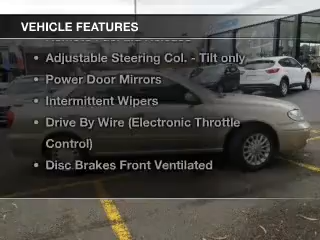 VEHICLE FEATURES
• Adjustable Steering Col. - Tilt only
• Power Door Mirrors
• Intermittent Wipers
• Drive By Wire (Electronic Throttle
Control)
• Disc Brakes Front Ventilated